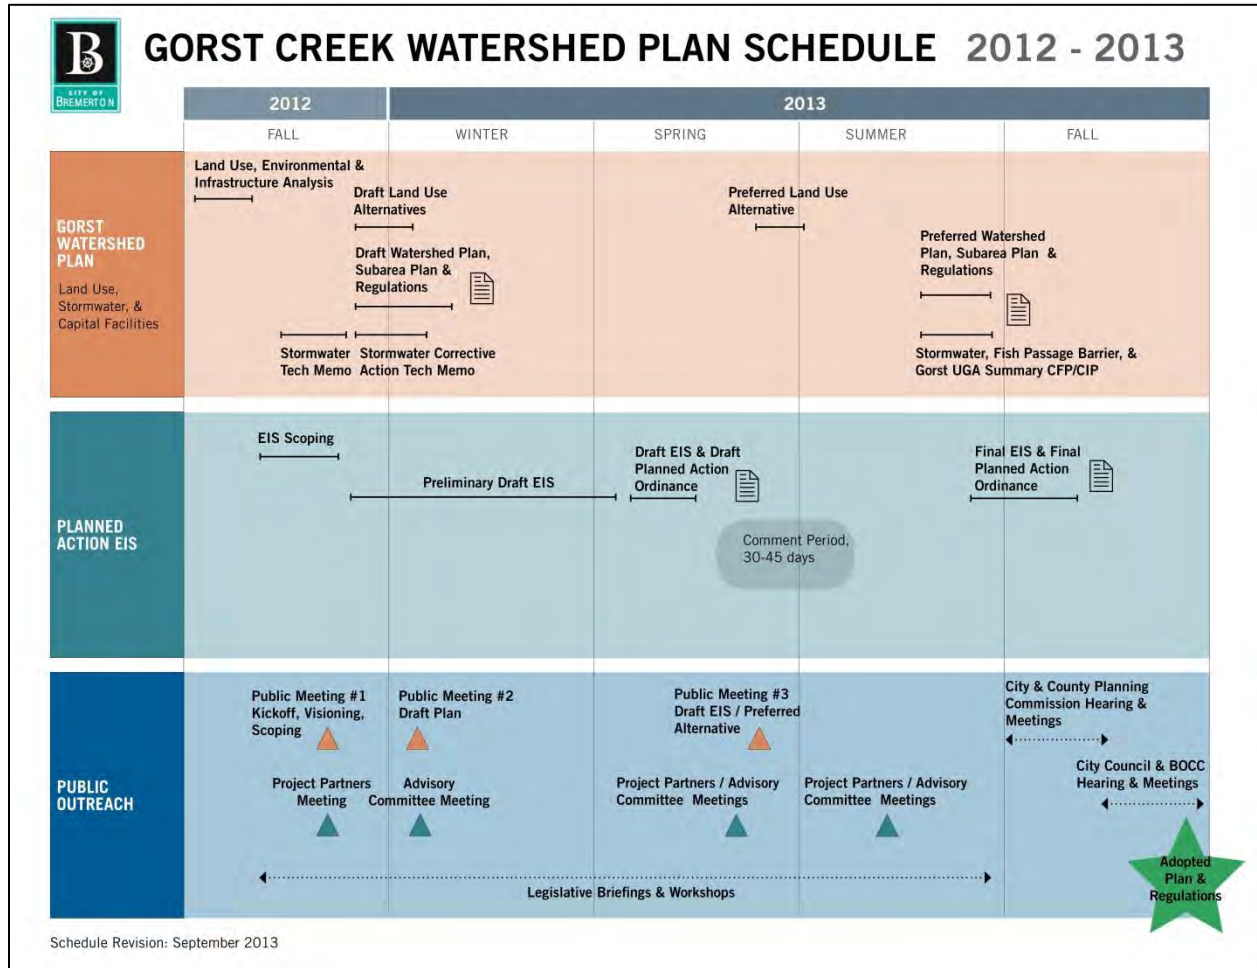 B
CITY OF
BREMERTON
GORST CREEK WATERSHED PLAN SCHEDULE 2012 - 2013
2012
2013
FALL
WINTER
SPRING
SUMMER
FALL
GORST
WATERSHED
PLAN
Land Use,
Stormwater, &
Capital Facilities
Land Use, Environmental &
Infrastructure Analysis
Draft Land Use
Alternatives
Draft Watershed Plan,
Subarea Plan &
Regulations
Stormwater
Tech Memo
Stormwater Corrective
Action Tech Memo
Preferred Land Use
Alternative
Preferred Watershed
Plan, Subarea Plan &
Regulations
Stormwater, Fish Passage Barrier, &
Gorst UGA Summary CFP/CIP
PLANNED
ACTION EIS
EIS Scoping
Preliminary Draft EIS
Draft EIS & Draft
Planned Action
Ordinance
Comment Period,
30-45 days
Final EIS & Final
Planned Action
Ordinance
PUBLIC
OUTREACH
Public Meeting #1
Kickoff, Visioning,
Scoping
Public Meeting #2
Draft Plan
Public Meeting #3
Draft EIS / Preferred
Alternative
City & County Planning
Commission Hearing &
Meetings
Project Partners
Meeting
Advisory
Committee Meeting
Project Partners / Advisory
Committee Meetings
Project Partners / Advisory
Committee Meetings
City Council & BOCC
Hearing & Meetings
Legislative Briefings & Workshops
Adopted
Plan &
Regulations
Schedule Revision: September 2013